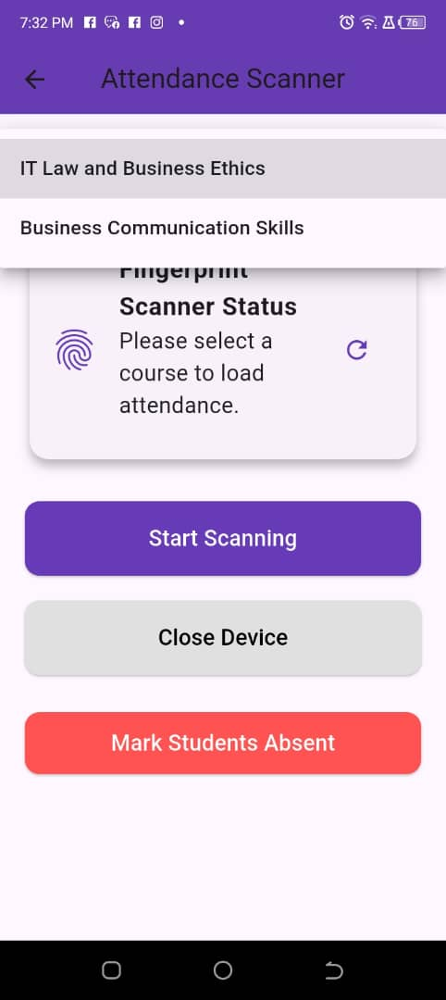 7:32 PM
76
Attendance Scanner
IT Law and Business Ethics
Business Communication Skills
Fingerprint
Scanner Status
Please select a
course to load
attendance.
Start Scanning
Close Device
Mark Students Absent